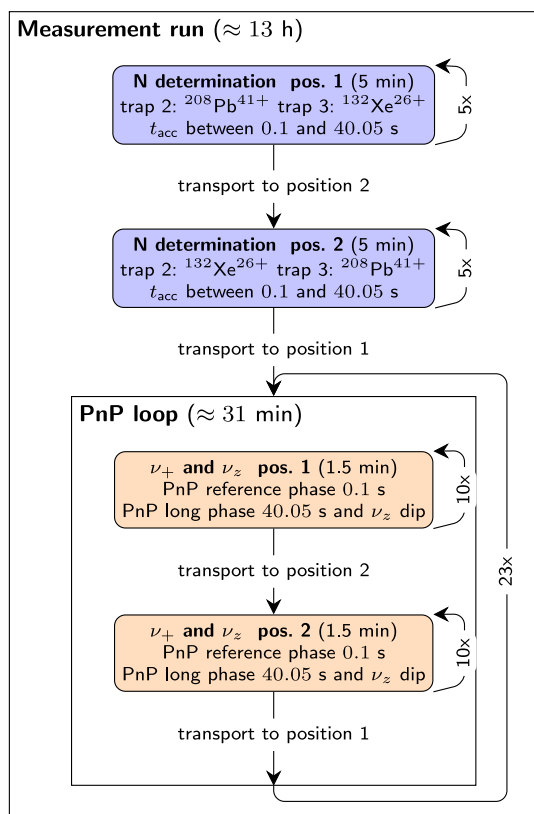 Measurement run (≈ 13 h)
N determination pos. 1 (5 min)
trap 2: ²⁰⁸Pb⁴¹⁺ trap 3: ¹³²Xe²⁶⁺
t_acc between 0.1 and 40.05 s
5x
transport to position 2
N determination pos. 2 (5 min)
trap 2: ¹³²Xe²⁶⁺ trap 3: ²⁰⁸Pb⁴¹⁺
t_acc between 0.1 and 40.05 s
5x
transport to position 1
PnP loop (≈ 31 min)
ν₊ and ν_z pos. 1 (1.5 min)
PnP reference phase 0.1 s
PnP long phase 40.05 s and ν_z dip
10x
transport to position 2
23x
ν₊ and ν_z pos. 2 (1.5 min)
PnP reference phase 0.1 s
PnP long phase 40.05 s and ν_z dip
10x
transport to position 1